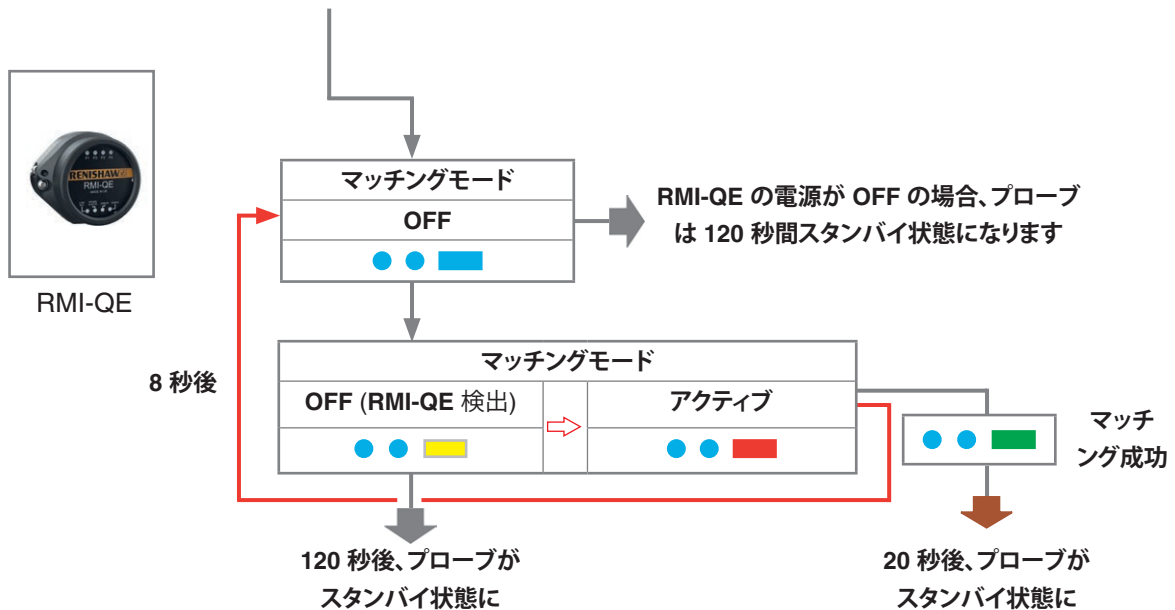 RENISHAW
RMI-QE
RMI-QE
マッチングモード
OFF
RMI-QE の電源が OFF の場合、プローブ
は 120 秒間スタンバイ状態になります
8 秒後
マッチングモード
OFF (RMI-QE 検出)
アクティブ
マッチ
ング成功
120 秒後、プローブが
スタンバイ状態に
20 秒後、プローブが
スタンバイ状態に